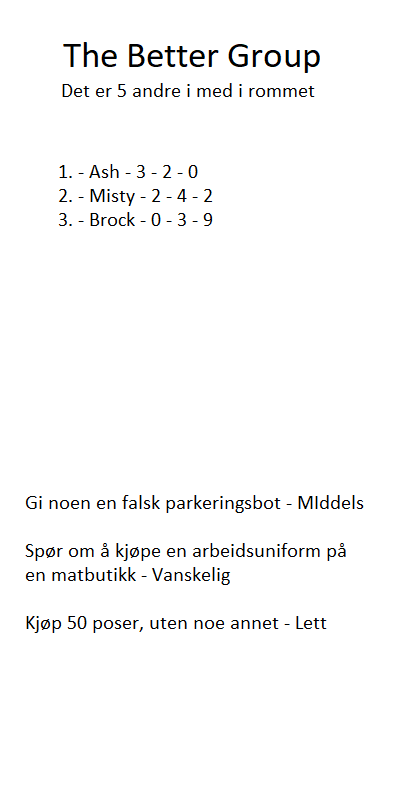 The Better Group
Det er 5 andre i med i rommet
1. - Ash - 3 - 2 - 0
2. - Misty - 2 - 4 - 2
3. - Brock - 0 - 3 - 9
Gi noen en falsk parkeringsbot - MIddels
Spør om å kjøpe en arbeidsuniform på
en matbutikk - Vanskelig
Kjøp 50 poser, uten noe annet - Lett